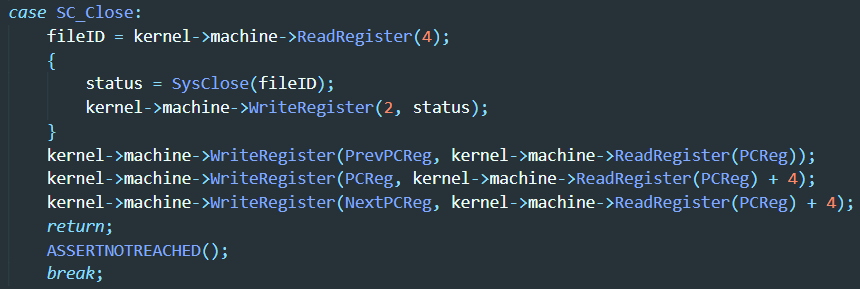 case SC_Close:
    fileID = kernel->machine->ReadRegister(4);
    {
        status = SysClose(fileID);
        kernel->machine->WriteRegister(2, status);
    }
    kernel->machine->WriteRegister(PrevPCReg, kernel->machine->ReadRegister(PCReg));
    kernel->machine->WriteRegister(PCReg, kernel->machine->ReadRegister(PCReg) + 4);
    kernel->machine->WriteRegister(NextPCReg, kernel->machine->ReadRegister(PCReg) + 4);
    return;
    ASSERTNOTREACHED();
    break;